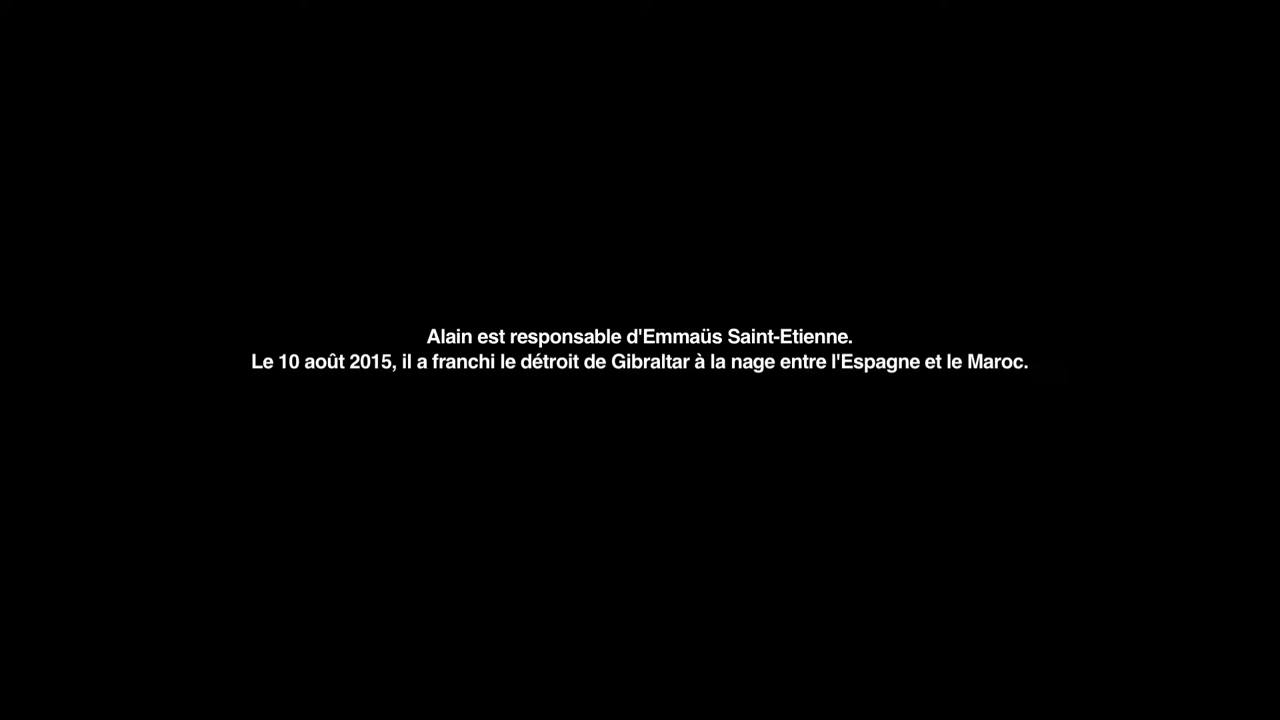 Alain est responsable d'Emmaüs Saint-Etienne.
Le 10 août 2015, il a franchi le détroit de Gibraltar à la nage entre l'Espagne et le Maroc.